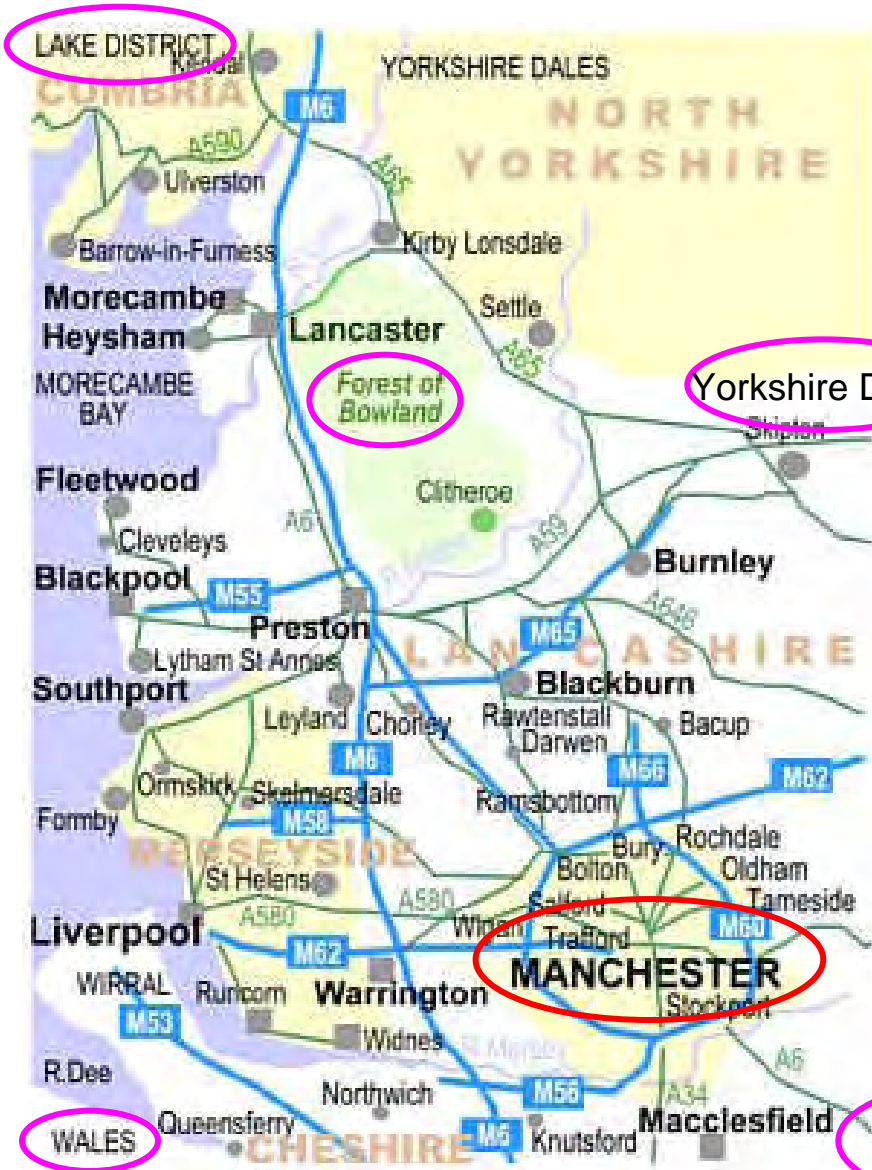 LAKE DISTRICT
Kendal
YORKSHIRE DALES
CUMBRIA
M6
NORTH
YORKSHIRE
A590
A65
Ulverston
Barrow-in-Furness
Kirby Lonsdale
Morecambe
Heysham
Lancaster
Settle
A65
MORECAMBE
BAY
Forest of
Bowland
Yorkshire D
Skipton
Fleetwood
Clitheroe
A6
A59
Cleveleys
Blackpool
M55
Burnley
A646
Preston
M65
LANCASHIRE
Lytham St Annes
Southport
Blackburn
Leyland
Chorley
Rawtenstall
Darwen
Bacup
M6
M66
M62
Ormskirk
Skelmersdale
Ramsbottom
Formby
M58
MERSEYSIDE
Bury
Rochdale
Bolton
Oldham
St Helens
A580
A580
Salford
Tameside
Wigan
Trafford
M60
Liverpool
M62
MANCHESTER
WIRRAL
Runcorn
Warrington
Stockport
M53
Widnes
R Mersey
A6
R.Dee
Northwich
M56
A34
WALES
Queensferry
CHESHIRE
M6
Knutsford
Macclesfield